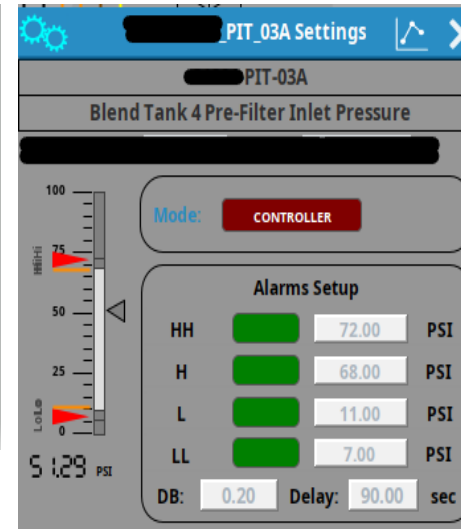 _PIT_03A Settings
PIT-03A
Blend Tank 4 Pre-Filter Inlet Pressure
Mode: CONTROLLER
Alarms Setup
HH 72.00 PSI
H 68.00 PSI
L 11.00 PSI
LL 7.00 PSI
DB: 0.20 Delay: 90.00 sec
100
75
50
25
0
51.29 PSI